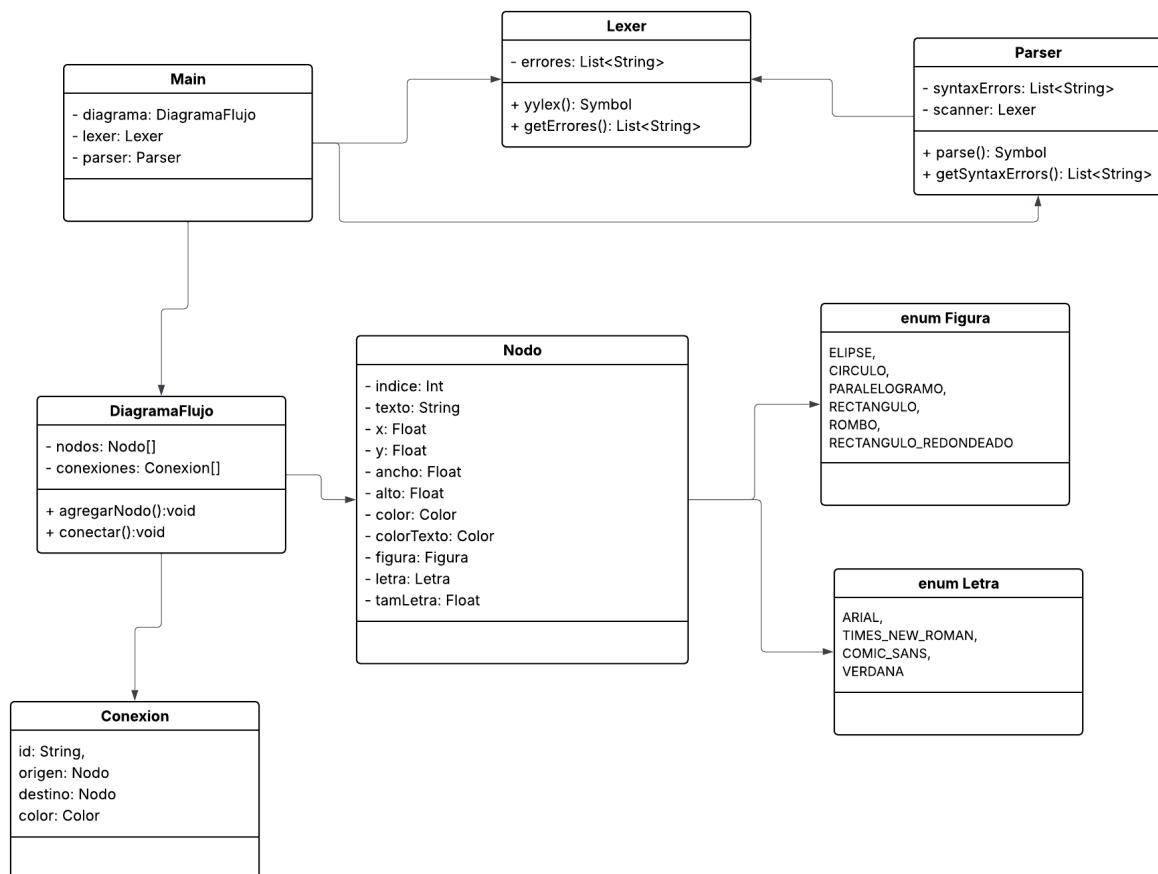 Main
- diagrama: DiagramaFlujo
- lexer: Lexer
- parser: Parser
Lexer
- errores: List<String>
+ yylex(): Symbol
+ getErrores(): List<String>
Parser
- syntaxErrors: List<String>
- scanner: Lexer
+ parse(): Symbol
+ getSyntaxErrors(): List<String>
DiagramaFlujo
- nodos: Nodo[]
- conexiones: Conexion[]
+ agregarNodo():void
+ conectar():void
Nodo
- indice: Int
- texto: String
- x: Float
- y: Float
- ancho: Float
- alto: Float
- color: Color
- colorTexto: Color
- figura: Figura
- letra: Letra
- tamLetra: Float
enum Figura
ELIPSE,
CIRCULO,
PARALELOGRAMO,
RECTANGULO,
ROMBO,
RECTANGULO_REDONDEADO
enum Letra
ARIAL,
TIMES_NEW_ROMAN,
COMIC_SANS,
VERDANA
Conexion
id: String,
origen: Nodo
destino: Nodo
color: Color